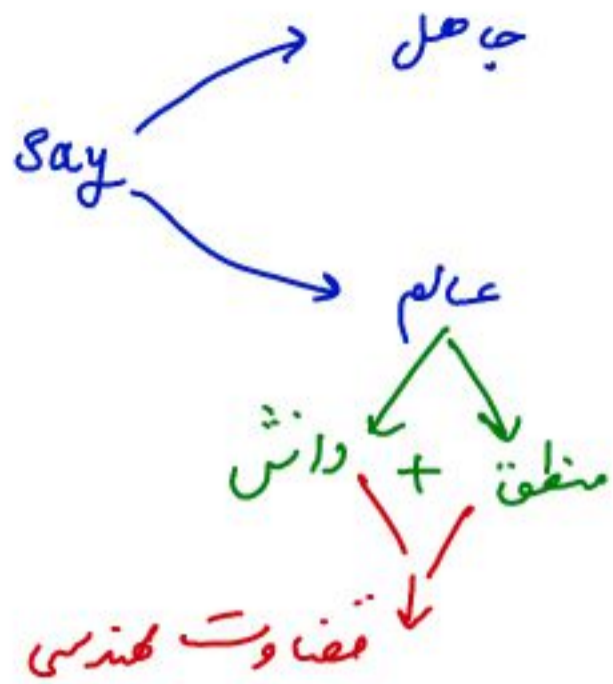 جاهل
Say
عالم
منطق + دانش
قضاوت مهندسی